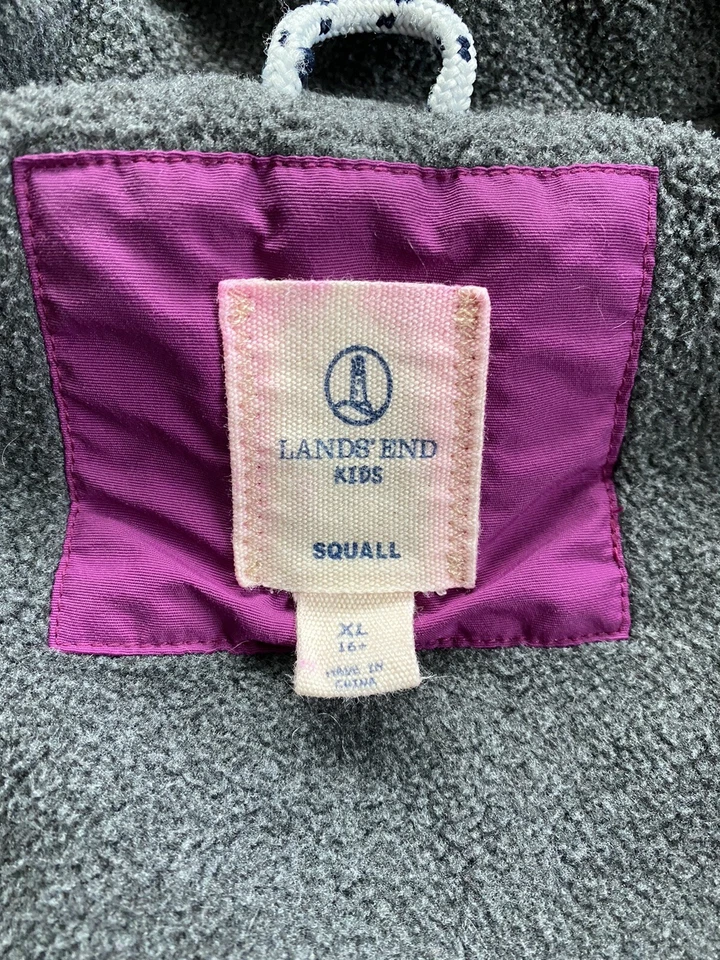 LANDS' END
KIDS
SQUALL
XL
16+
MADE IN
CHINA